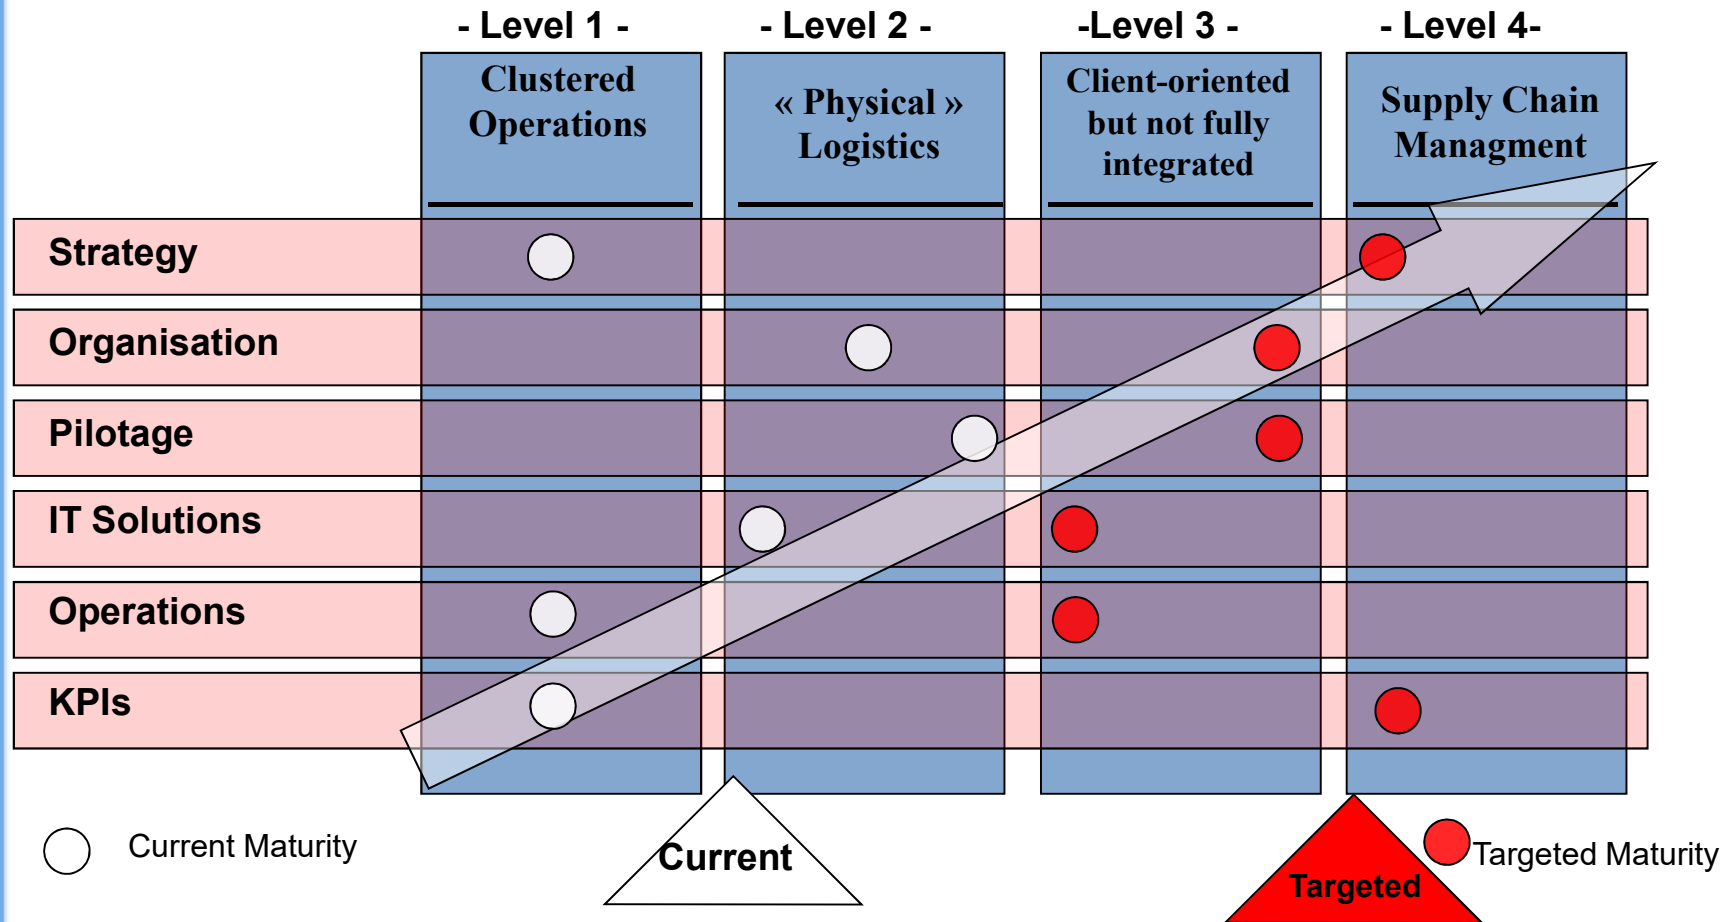 - Level 1 -
- Level 2 -
-Level 3 -
- Level 4-
Clustered
Operations
« Physical »
Logistics
Client-oriented
but not fully
integrated
Supply Chain
Managment
Strategy
Organisation
Pilotage
IT Solutions
Operations
KPIs
Current Maturity
Current
Targeted
Targeted Maturity